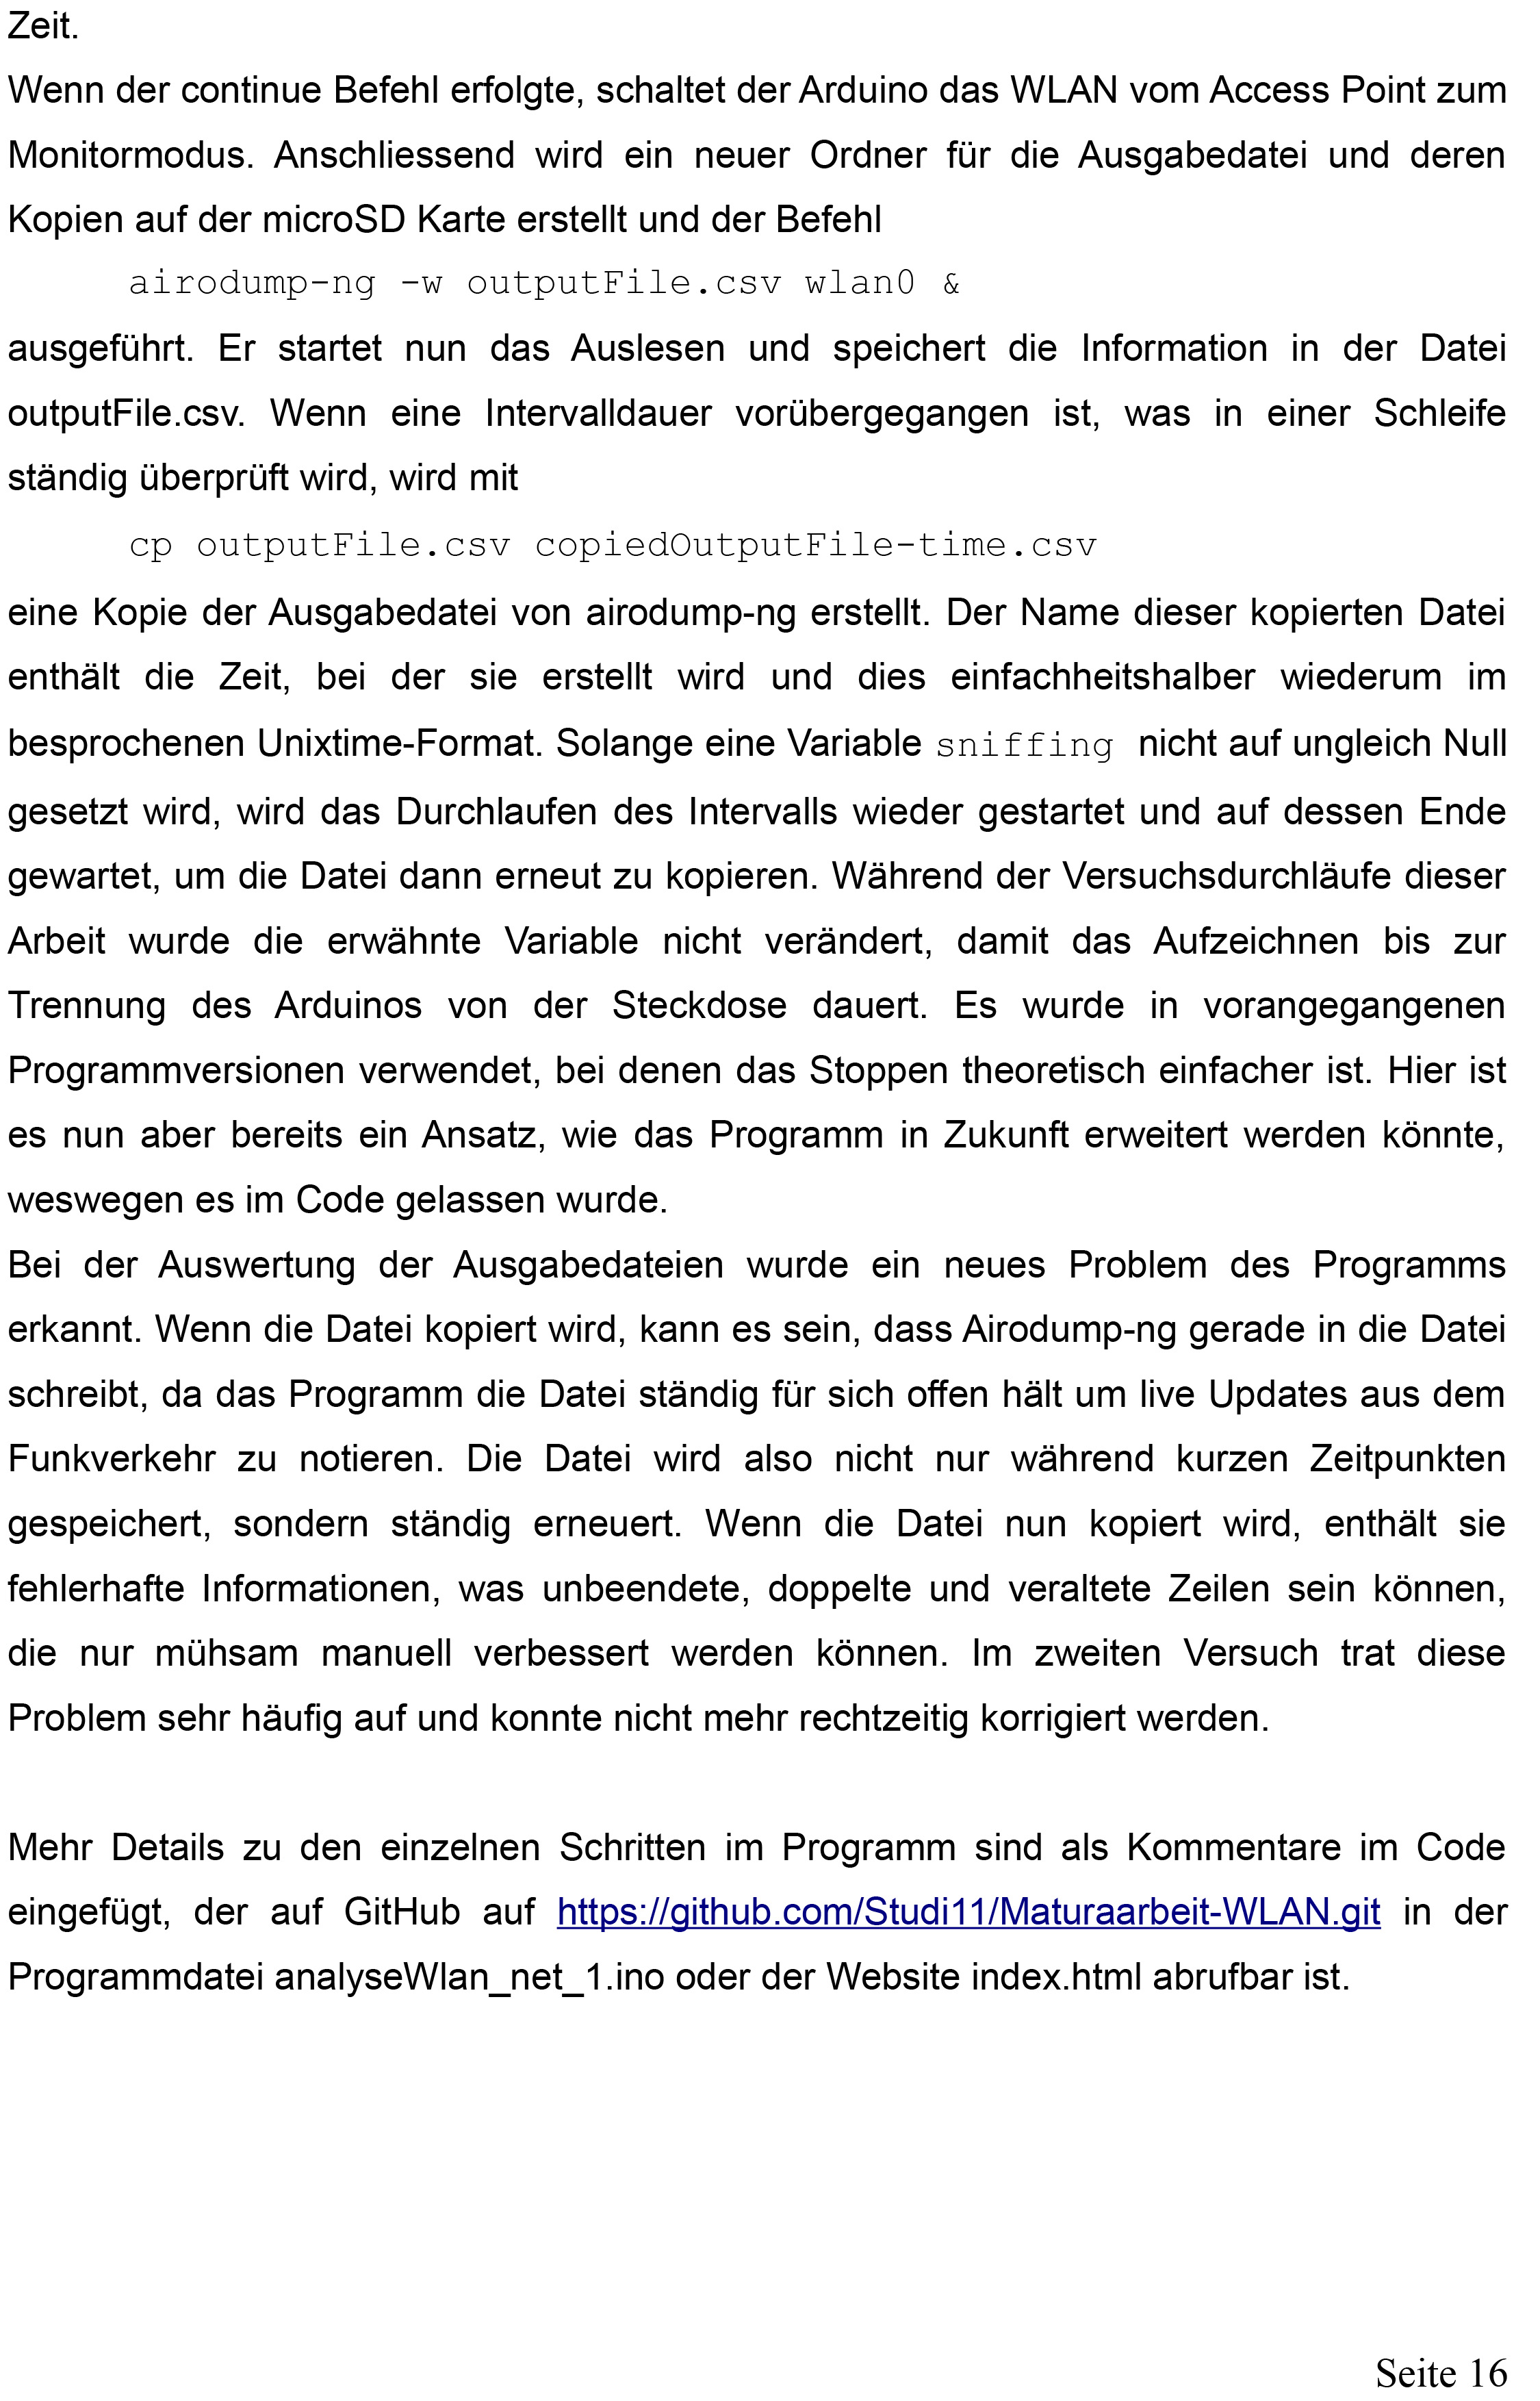 Zeit.
Wenn der continue Befehl erfolgte, schaltet der Arduino das WLAN vom Access Point zum
Monitormodus. Anschliessend wird ein neuer Ordner für die Ausgabedatei und deren
Kopien auf der microSD Karte erstellt und der Befehl
airodump-ng -w outputFile.csv wlan0 &
ausgeführt. Er startet nun das Auslesen und speichert die Information in der Datei
outputFile.csv. Wenn eine Intervalldauer vorübergegangen ist, was in einer Schleife
ständig überprüft wird, wird mit
cp outputFile.csv copiedOutputFile-time.csv
eine Kopie der Ausgabedatei von airodump-ng erstellt. Der Name dieser kopierten Datei
enthält die Zeit, bei der sie erstellt wird und dies einfachheitshalber wiederum im
besprochenen Unixtime-Format. Solange eine Variable sniffing nicht auf ungleich Null
gesetzt wird, wird das Durchlaufen des Intervalls wieder gestartet und auf dessen Ende
gewartet, um die Datei dann erneut zu kopieren. Während der Versuchsdurchläufe dieser
Arbeit wurde die erwähnte Variable nicht verändert, damit das Aufzeichnen bis zur
Trennung des Arduinos von der Steckdose dauert. Es wurde in vorangegangenen
Programmversionen verwendet, bei denen das Stoppen theoretisch einfacher ist. Hier ist
es nun aber bereits ein Ansatz, wie das Programm in Zukunft erweitert werden könnte,
weswegen es im Code gelassen wurde.
Bei der Auswertung der Ausgabedateien wurde ein neues Problem des Programms
erkannt. Wenn die Datei kopiert wird, kann es sein, dass Airodump-ng gerade in die Datei
schreibt, da das Programm die Datei ständig für sich offen hält um live Updates aus dem
Funkverkehr zu notieren. Die Datei wird also nicht nur während kurzen Zeitpunkten
gespeichert, sondern ständig erneuert. Wenn die Datei nun kopiert wird, enthält sie
fehlerhafte Informationen, was unbeendete, doppelte und veraltete Zeilen sein können,
die nur mühsam manuell verbessert werden können. Im zweiten Versuch trat diese
Problem sehr häufig auf und konnte nicht mehr rechtzeitig korrigiert werden.
Mehr Details zu den einzelnen Schritten im Programm sind als Kommentare im Code
eingefügt, der auf GitHub auf https://github.com/Studi11/Maturaarbeit-WLAN.git in der
Programmdatei analyseWlan_net_1.ino oder der Website index.html abrufbar ist.
Seite 16